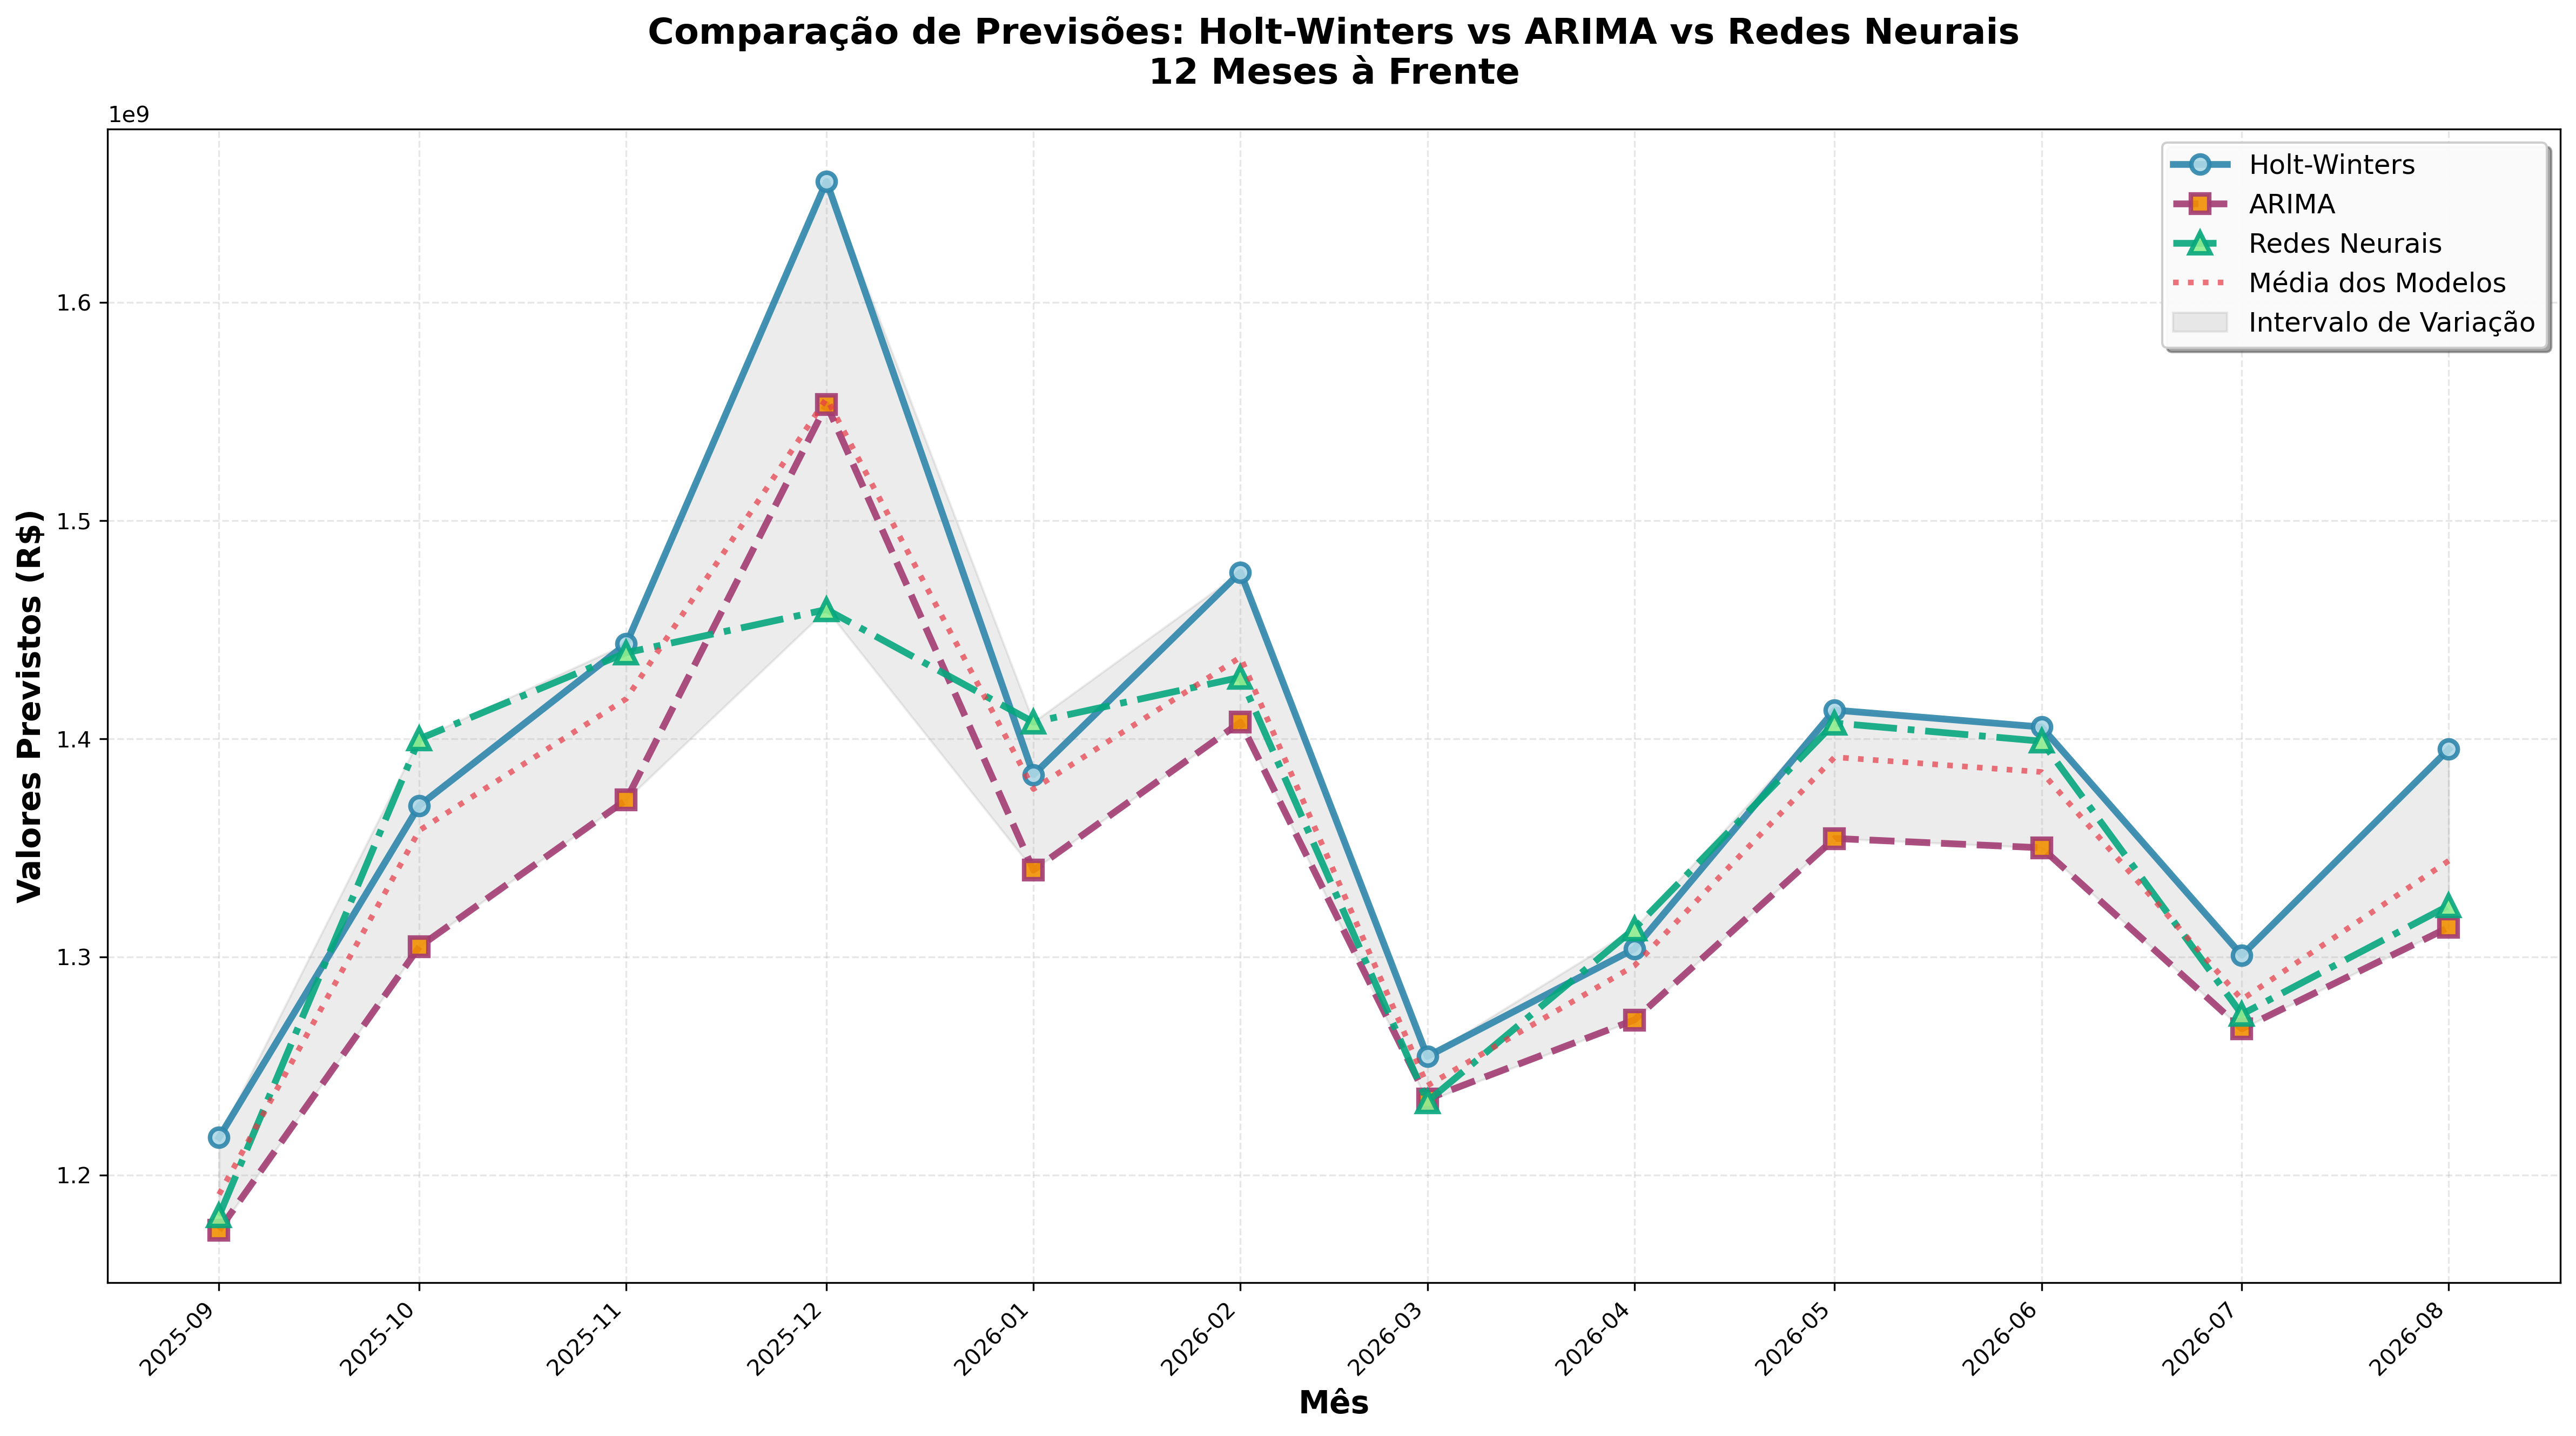 Comparação de Previsões: Holt-Winters vs ARIMA vs Redes Neurais
12 Meses à Frente
1e9
Holt-Winters
ARIMA
Redes Neurais
Média dos Modelos
Intervalo de Variação
Valores Previstos (R$)
1.6
1.5
1.4
1.3
1.2
2025-09
2025-10
2025-11
2025-12
2026-01
2026-02
2026-03
2026-04
2026-05
2026-06
2026-07
2026-08
Mês